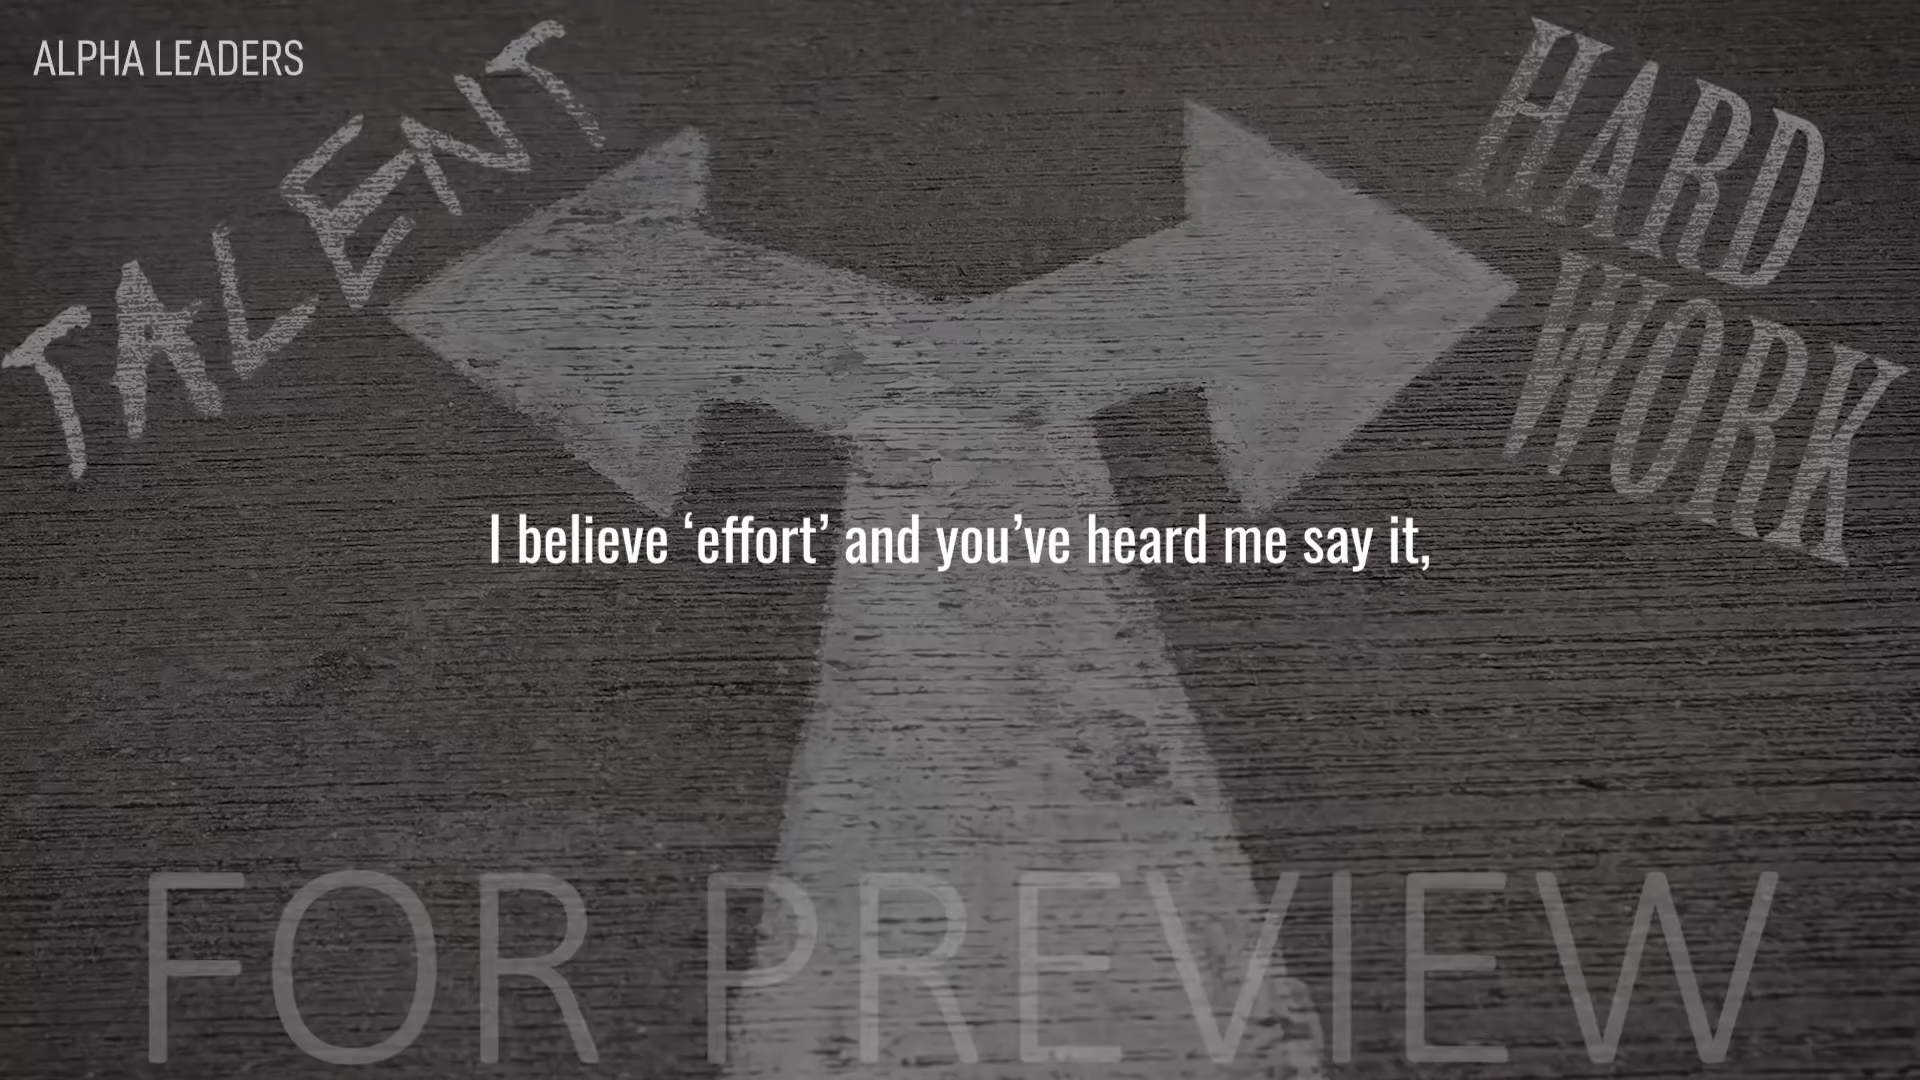 ALPHA LEADERS
TALENT
HARD
WORK
I believe ‘effort’ and you’ve heard me say it,
FOR PREVIEW